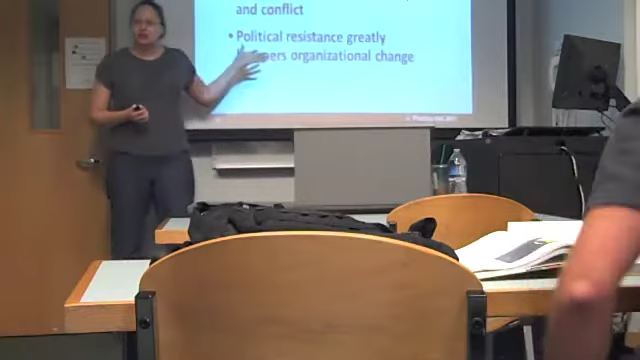 and conflict
• Political resistance greatly
organizational change